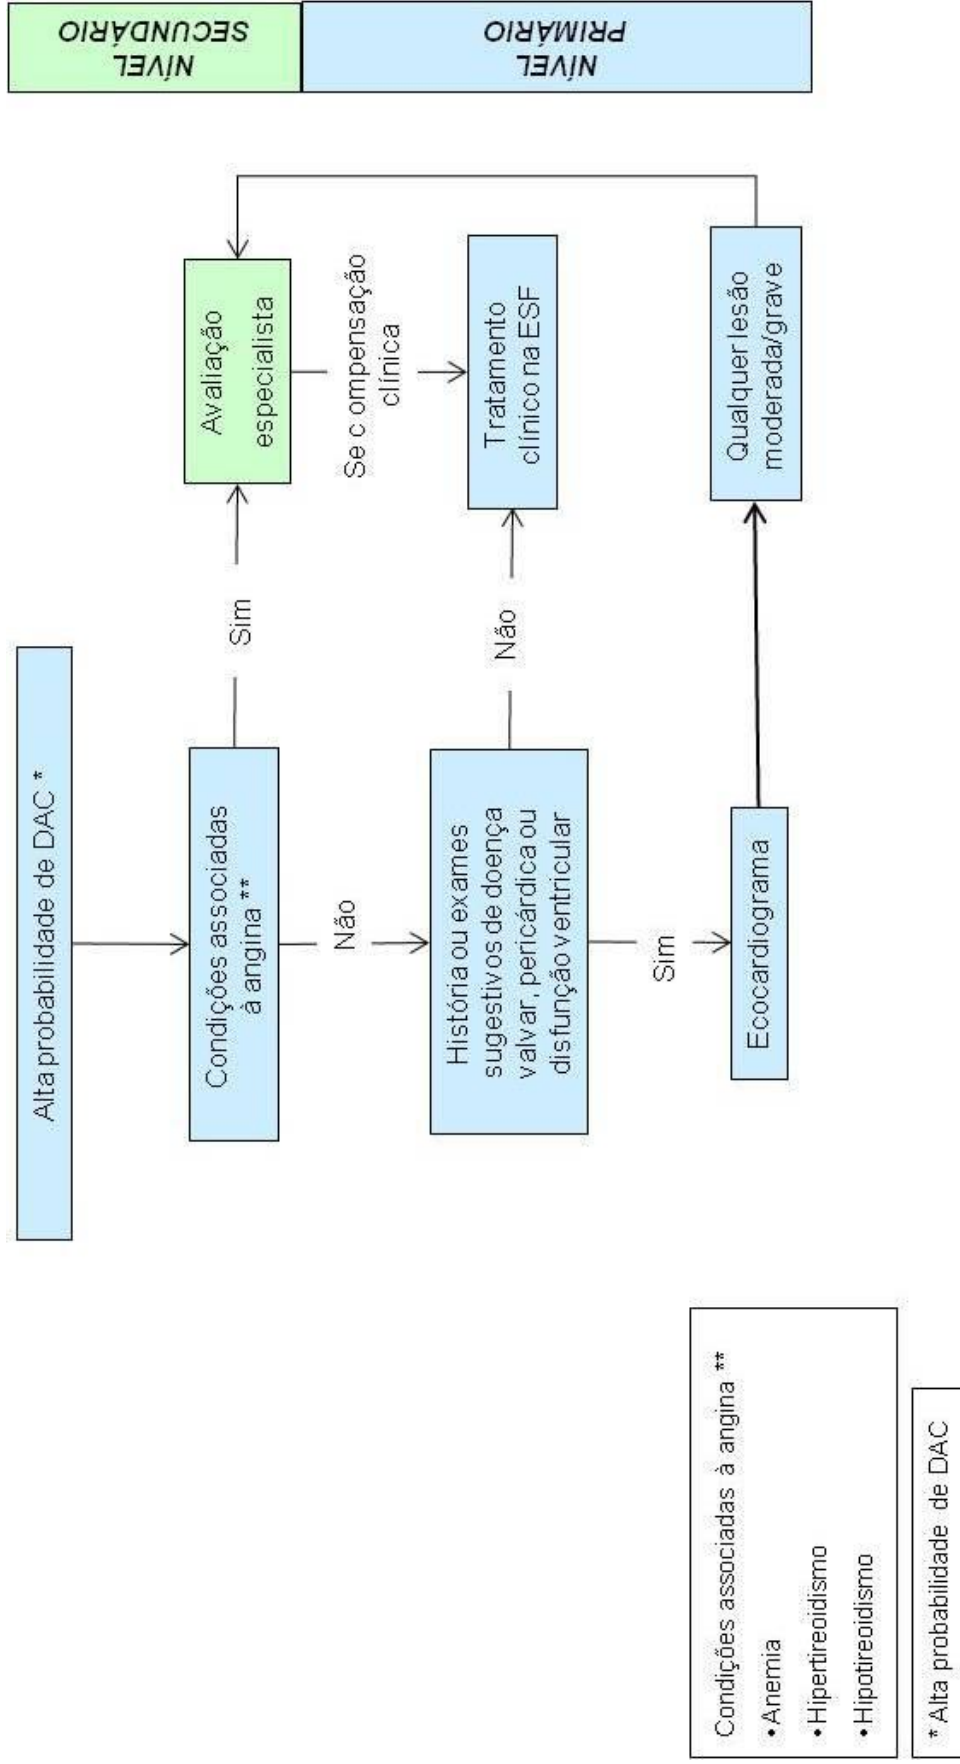 Alta probabilidade de DAC *
Condições associadas
à angina **
Sim
Avaliação
especialista
Não
Se c ompensação
clínica
História ou exames
sugestivos de doença
valvar, pericárdica ou
disfunção ventricular
Não
Tratamento
clínico na ESF
Sim
Ecocardiograma
Qualquer lesão
moderada/grave
NÍVEL
SECUNDÁRIO
NÍVEL
PRIMÁRIO
Condições associadas à angina **
• Anemia
• Hipertireoidismo
• Hipotireoidismo
* Alta probabilidade de DAC